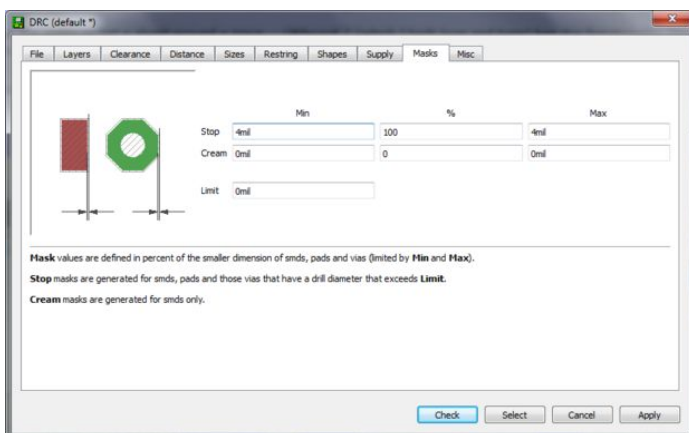 DRC (default *)
File Layers Clearance Distance Sizes Restring Shapes Supply Masks Misc
Min % Max
Stop 4mil 100 4mil
Cream 0mil 0 0mil
Limit 0mil
Mask values are defined in percent of the smaller dimension of smds, pads and vias (limited by Min and Max).
Stop masks are generated for smds, pads and those vias that have a drill diameter that exceeds Limit.
Cream masks are generated for smds only.
Check Select Cancel Apply